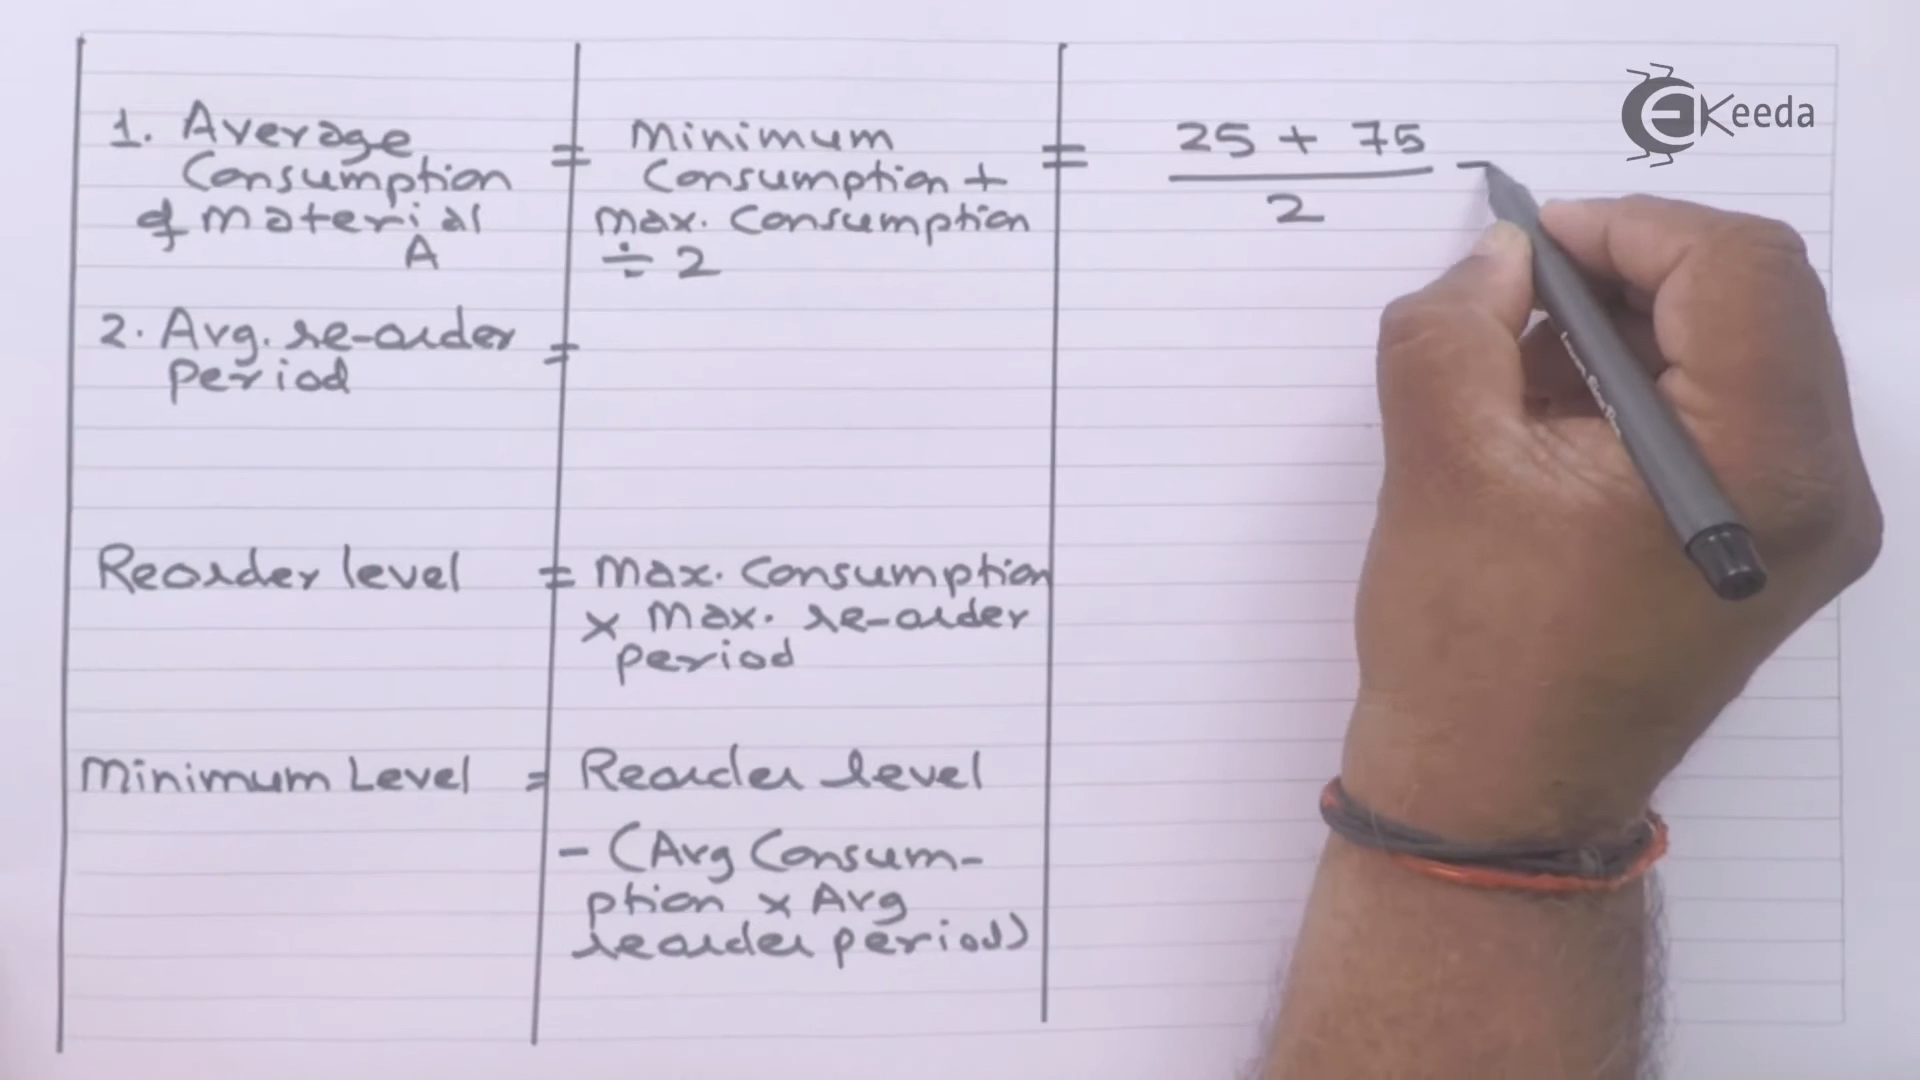 1. Average
Consumption
of material
A
=
Minimum
Consumption +
max. Consumption
÷ 2
=
25 + 75
2
-
2. Avg. re-order
period
=
Reorder level
= max. Consumption
x max. re-order
period
Minimum Level
= Reorder level
- (Avg Consum-
ption x Avg
reorder period)
EKeeda